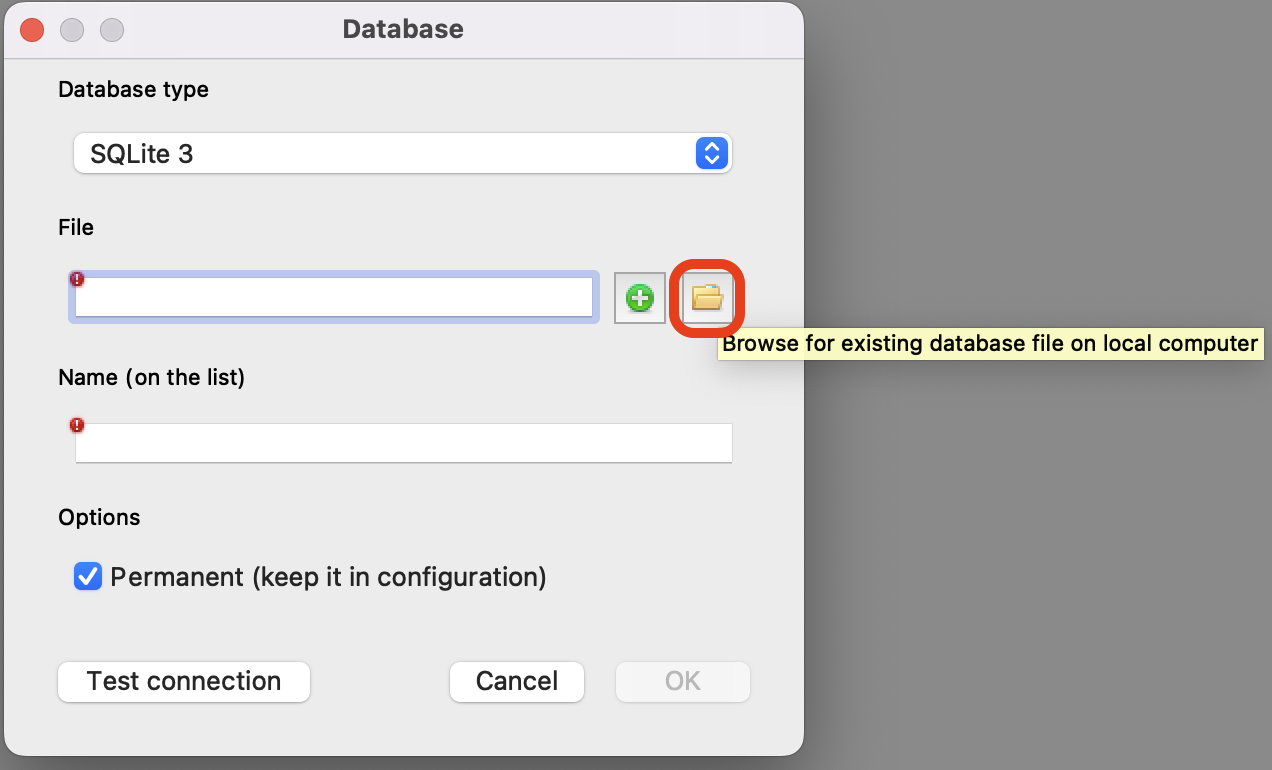 Database
Database type
SQLite 3
File
Browse for existing database file on local computer
Name (on the list)
Options
Permanent (keep it in configuration)
Test connection
Cancel
OK